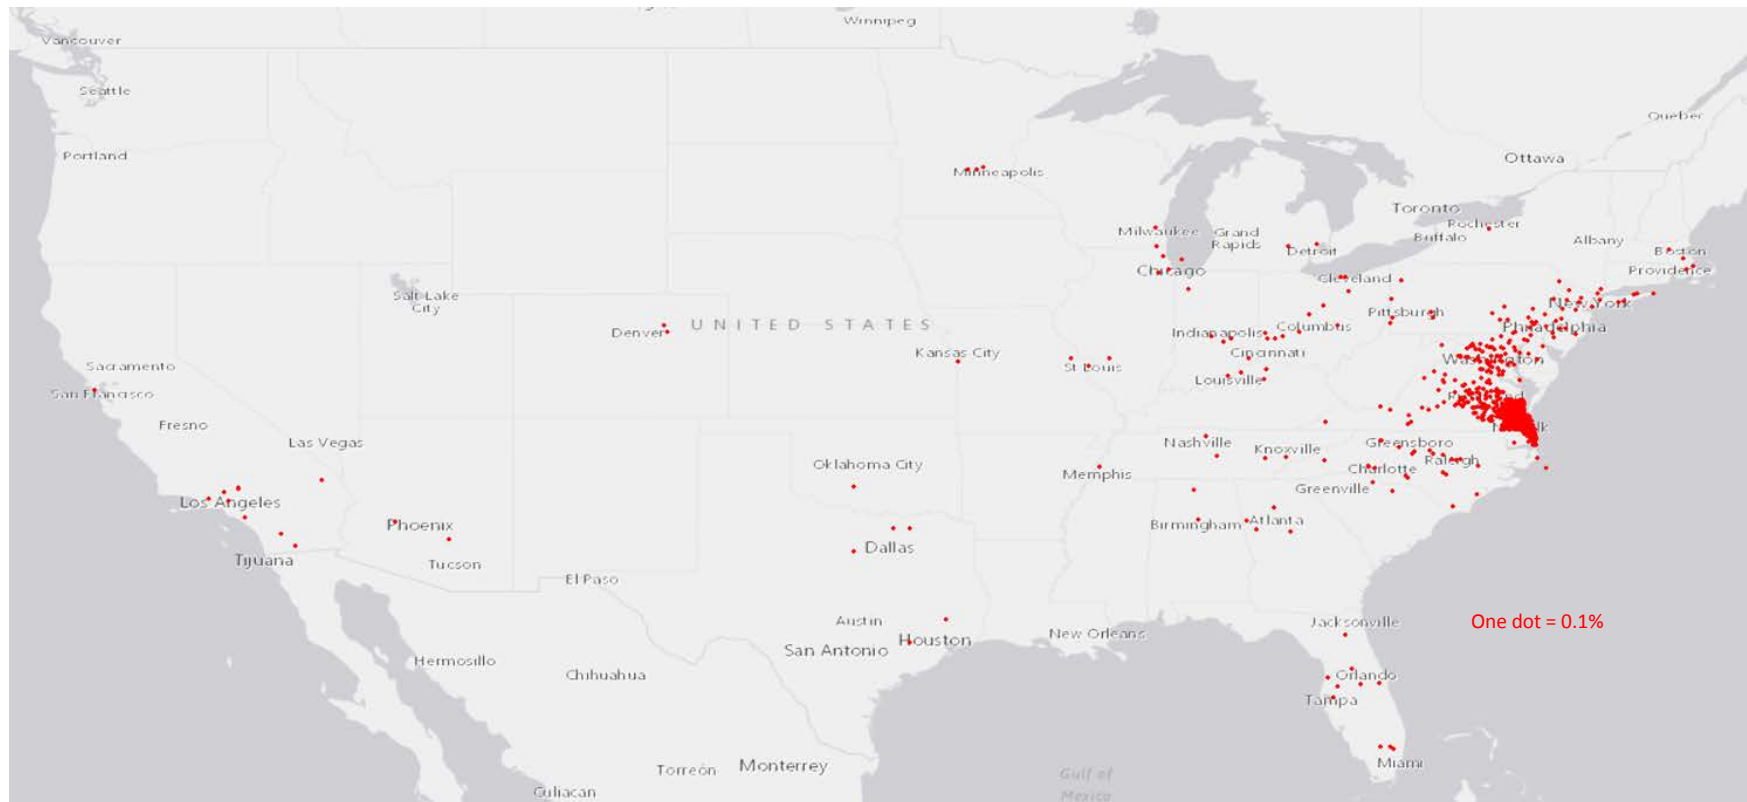 Winnipeg
Vancouver
Seattle
Quebec
Portland
Ottawa
Minneapolis
Toronto
Rochester
Buffalo
Milwaukee
Grand
Rapids
Detroit
Albany
Boston
Providence
Chicago
Cleveland
Salt Lake
City
New York
Pittsburgh
Philadelphia
Denver
UNITED STATES
Indianapolis
Columbus
Kansas City
Cincinnati
Washington
Sacramento
St Louis
Louisville
San Francisco
Richmond
Fresno
Las Vegas
Nashville
Knoxville
Greensboro
Oklahoma City
Memphis
Charlotte
Raleigh
Greenville
Los Angeles
Phoenix
Birmingham
Atlanta
Dallas
Tijuana
Tucson
El Paso
Austin
Houston
New Orleans
Jacksonville
One dot = 0.1%
San Antonio
Hermosillo
Chihuahua
Orlando
Tampa
Torreón
Monterrey
Miami
Gulf of
Mexico
Culiacán